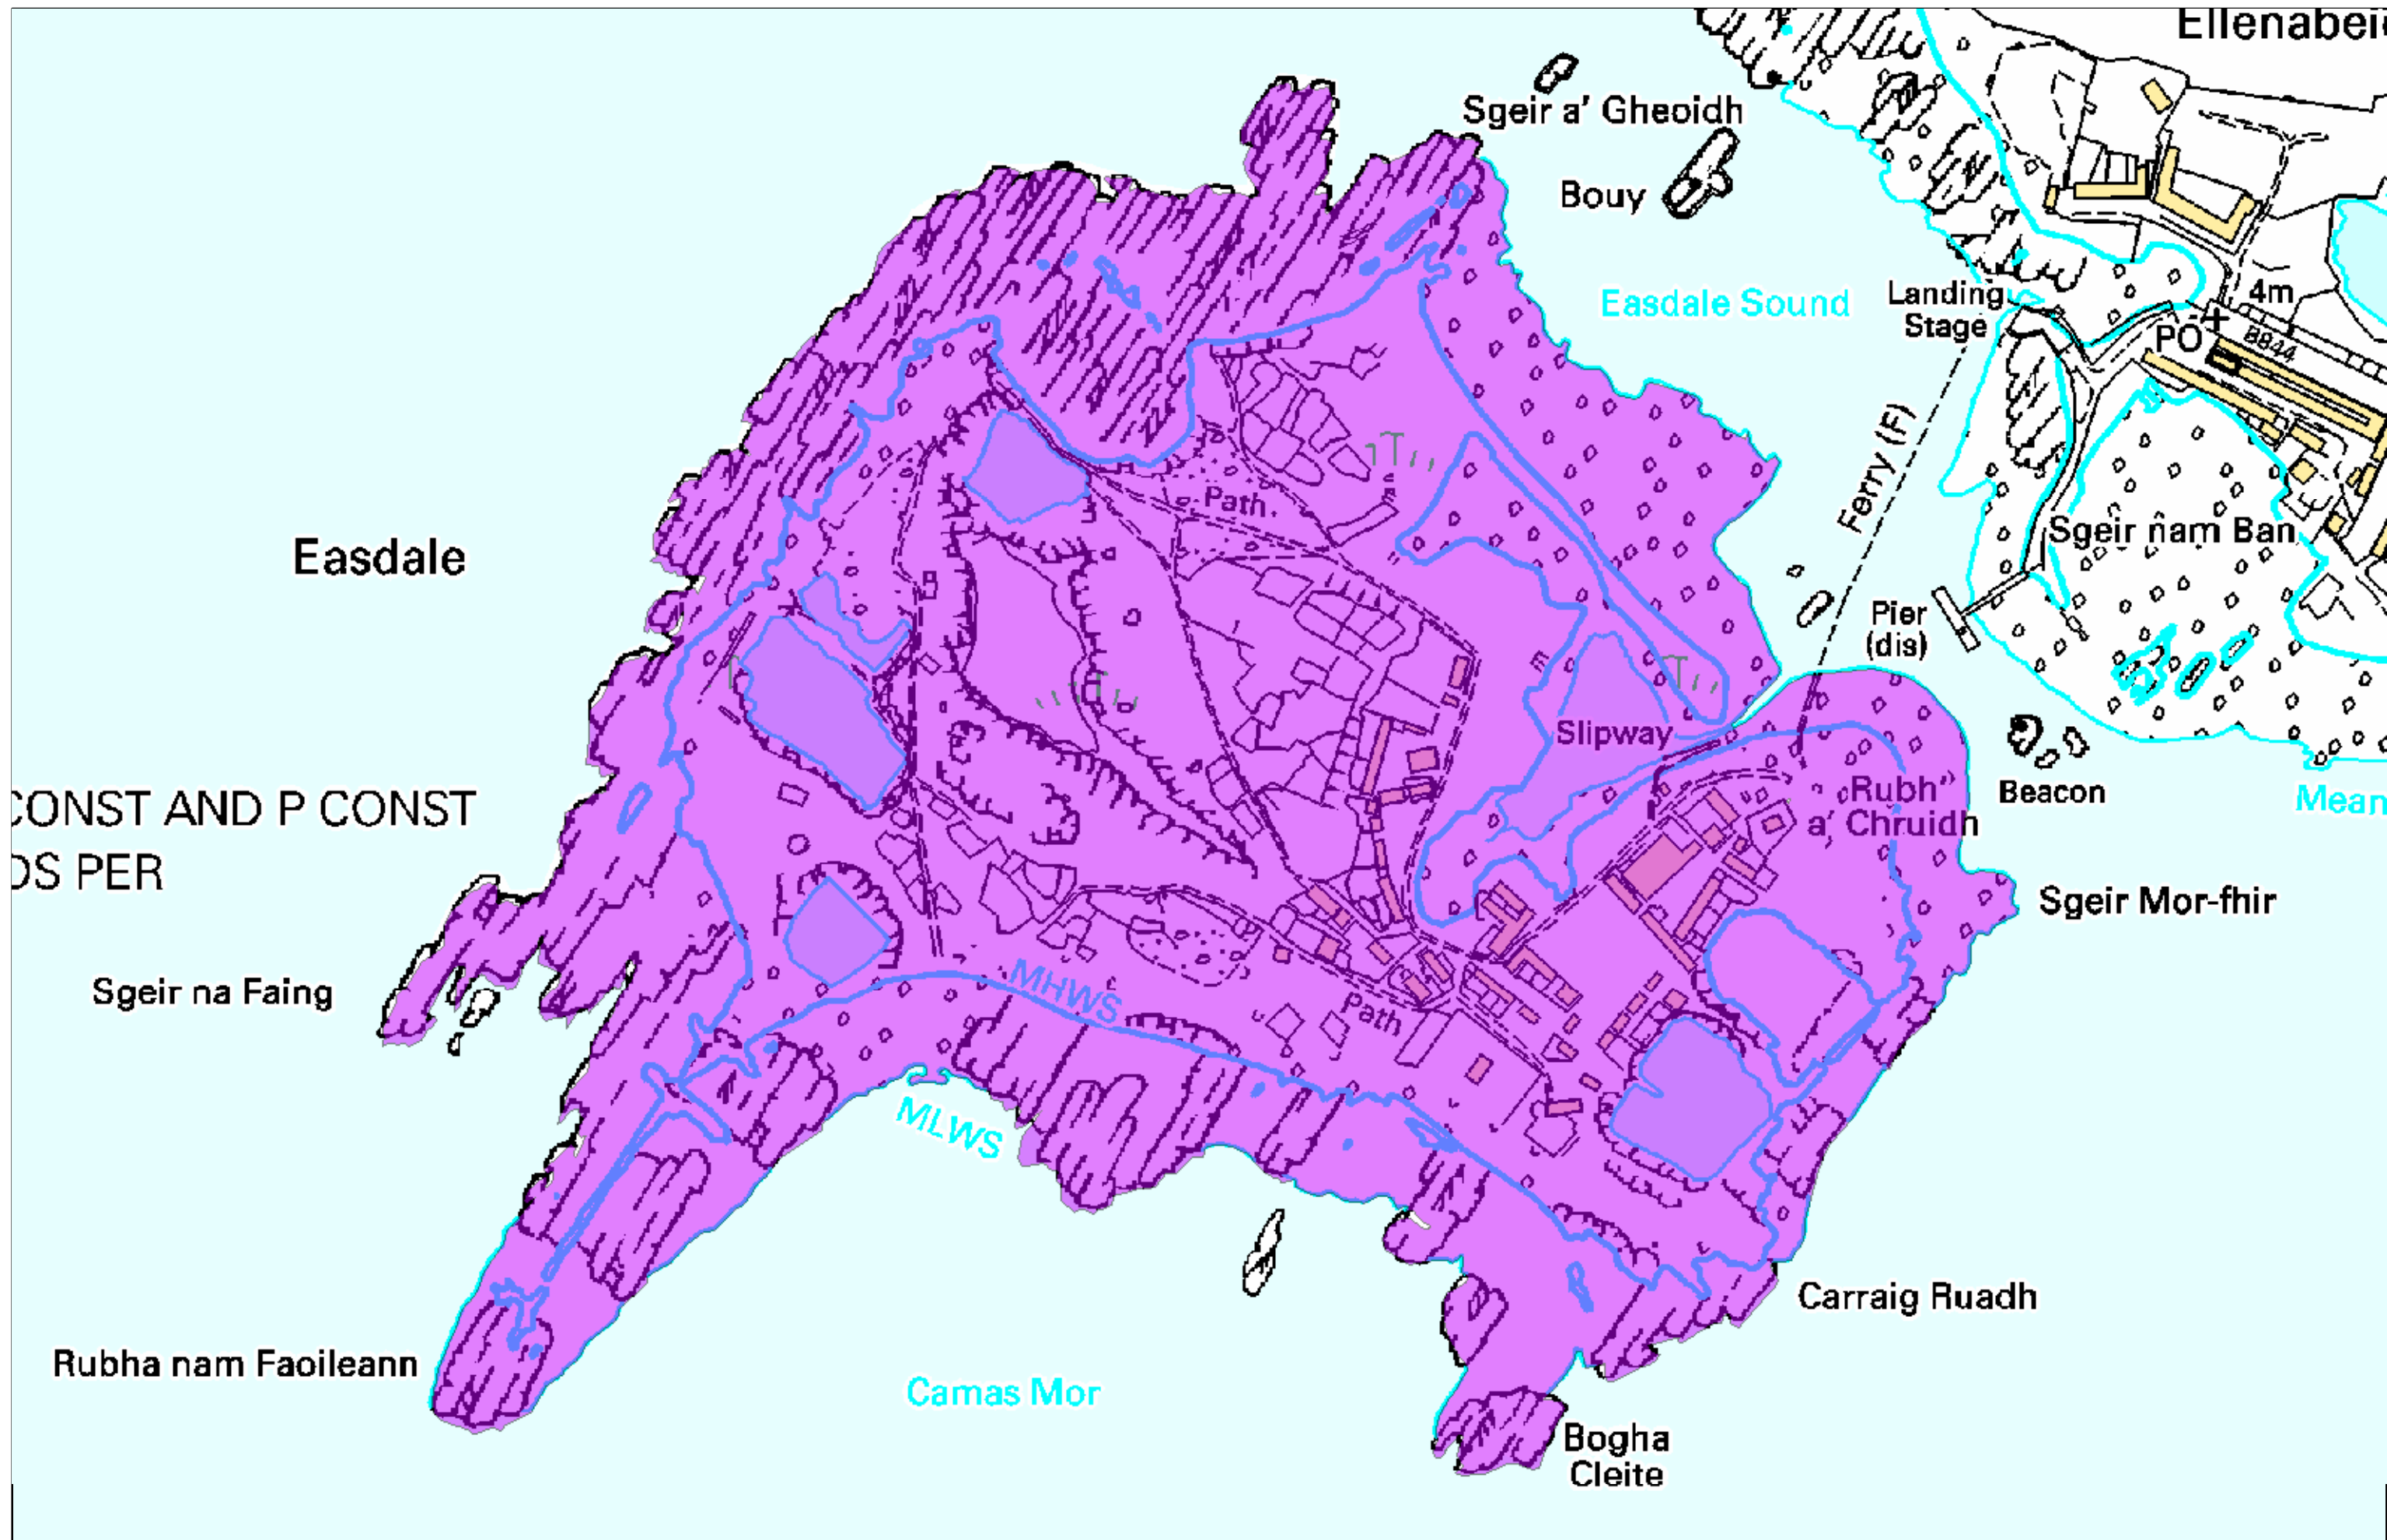 Ellenabei
Sgeir a' Gheoidh
Bouy
Easdale Sound
Landing
Stage
4m
PO
B844
Ferry (F)
Path
Easdale
Sgeir nam Ban
Pier
(dis)
Slipway
Rubh'
a' Chruidh
Beacon
Mean
CONST AND P CONST
DS PER
Sgeir Mor-fhir
Sgeir na Faing
MHWS
Path
MLWS
Carraig Ruadh
Rubha nam Faoileann
Camas Mor
Bogha
Cleite